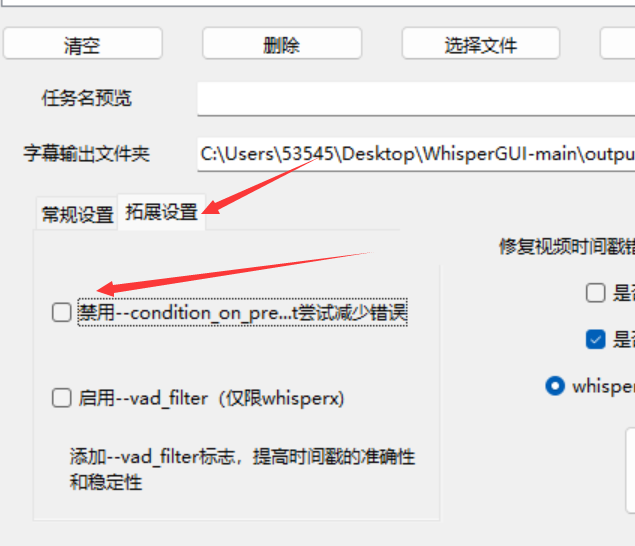 清空
删除
选择文件
任务名预览
字幕输出文件夹
C:\Users\53545\Desktop\WhisperGUI-main\outpu
常规设置
拓展设置
修复视频时间戳错
禁用--condition_on_pre...t尝试减少错误
是否
是否
启用--vad_filter（仅限whisperx)
whisper
添加--vad_filter标志，提高时间戳的准确性
和稳定性